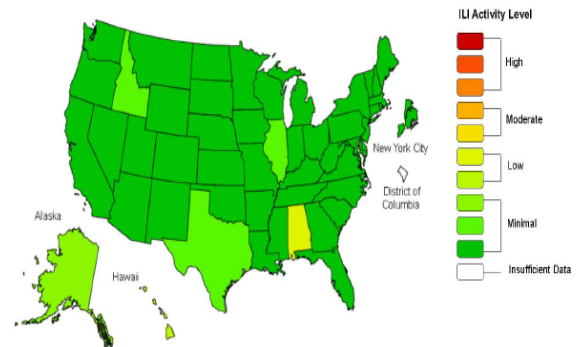 ILI Activity Level
High
Moderate
New York City
Low
District of
Columbia
Alaska
Minimal
Hawaii
Insufficient Data